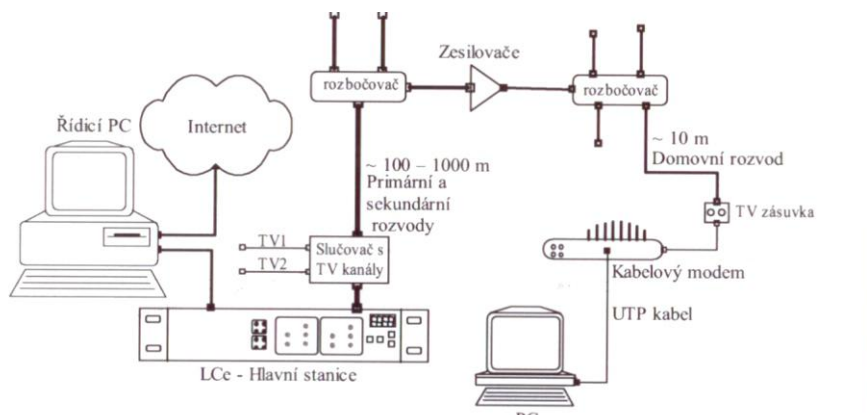 Zesilovače
rozbočovač
rozbočovač
Řídicí PC
Internet
~ 10 m
Domovní rozvod
~ 100 – 1000 m
Primární a
sekundární
rozvody
TV zásuvka
TV1
TV2
Slučovač s
TV kanály
Kabelový modem
UTP kabel
LCe - Hlavní stanice
PC